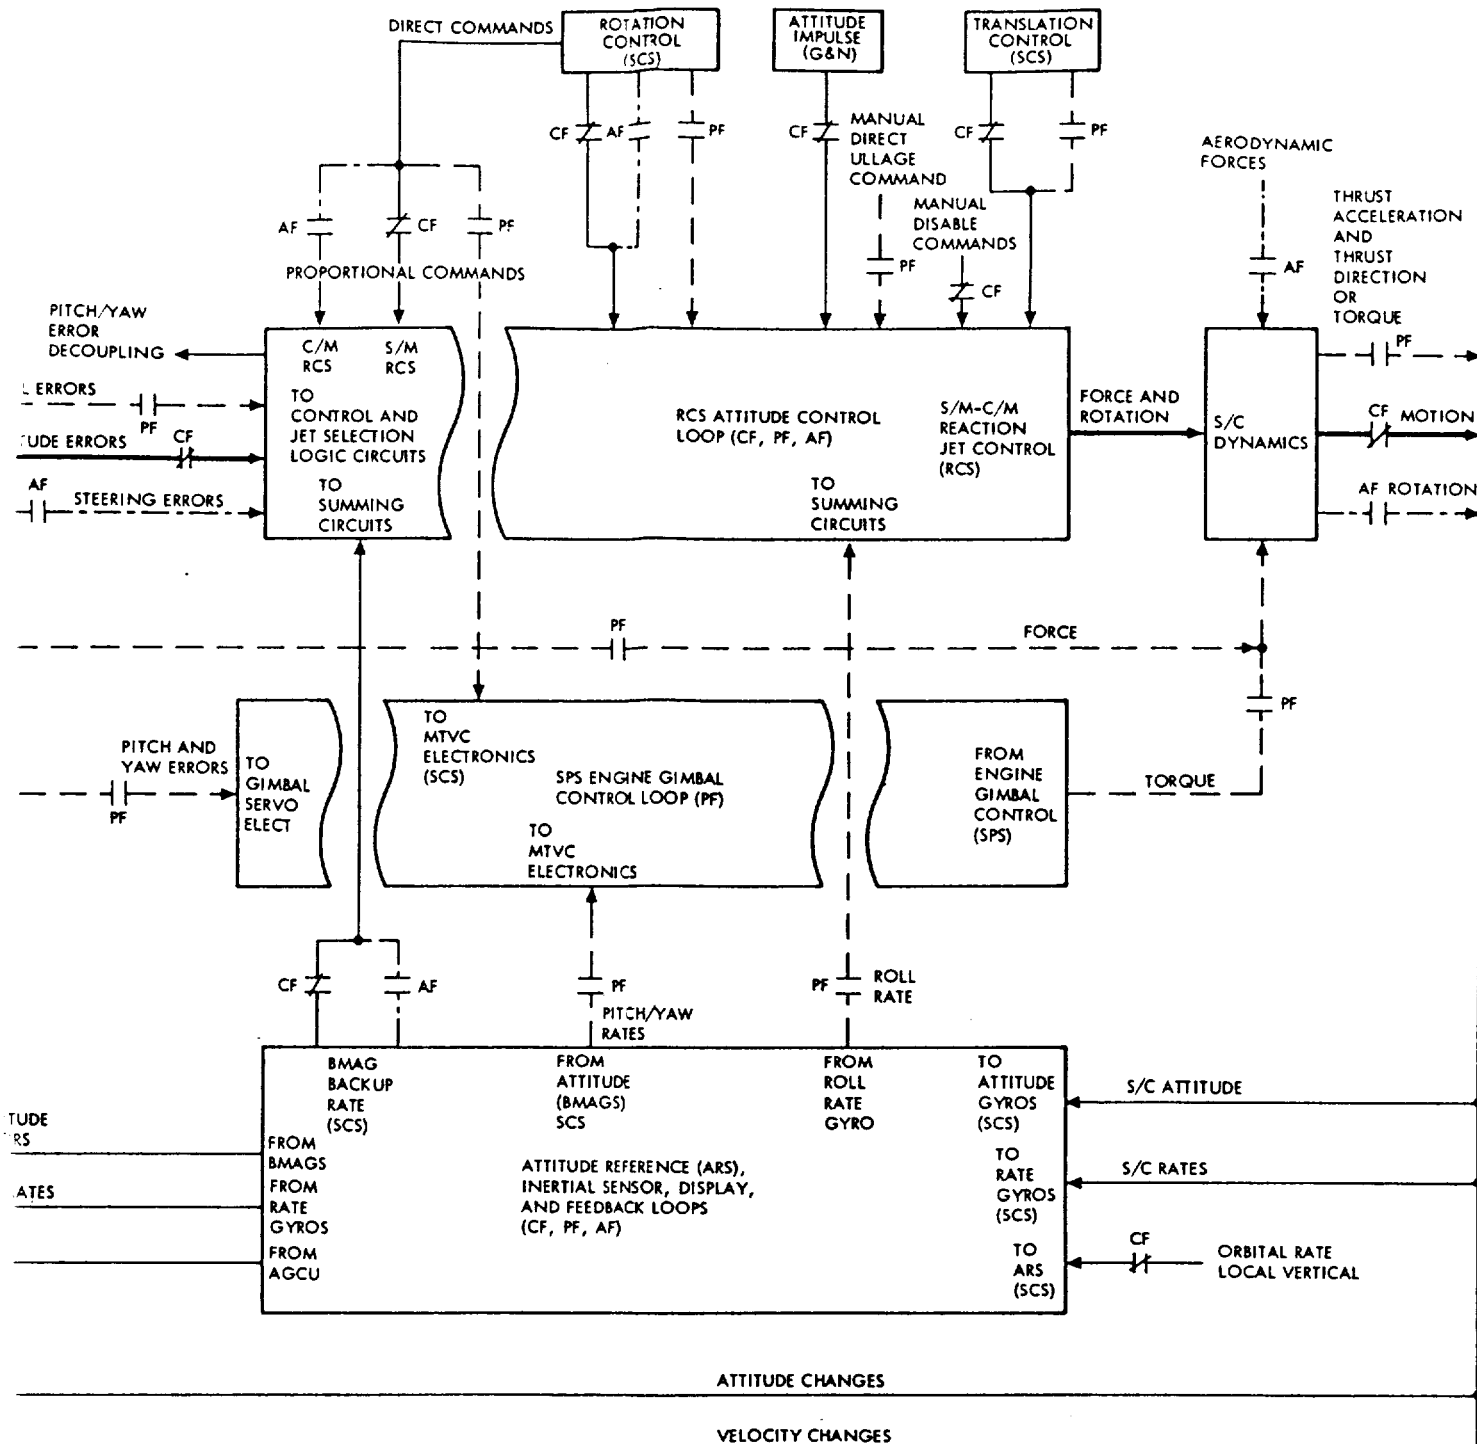 DIRECT COMMANDS
ROTATION
CONTROL
(SCS)
ATTITUDE
IMPULSE
(G&N)
TRANSLATION
CONTROL
(SCS)
CF
AF
PF
CF
MANUAL
DIRECT
ULLAGE
COMMAND
CF
PF
AERODYNAMIC
FORCES
MANUAL
DISABLE
COMMANDS
THRUST
ACCELERATION
AND
THRUST
DIRECTION
OR
TORQUE
AF
CF
PF
PF
CF
AF
PROPORTIONAL COMMANDS
PITCH/YAW
ERROR
DECOUPLING
C/M
RCS
S/M
RCS
PF
L ERRORS
PF
TO
CONTROL AND
JET SELECTION
LOGIC CIRCUITS
RCS ATTITUDE CONTROL
LOOP (CF, PF, AF)
S/M-C/M
REACTION
JET CONTROL
(RCS)
FORCE AND
ROTATION
S/C
DYNAMICS
CF
MOTION
TUDE ERRORS
CF
AF
STEERING ERRORS
TO
SUMMING
CIRCUITS
TO
SUMMING
CIRCUITS
AF ROTATION
PF
FORCE
PF
PITCH AND
YAW ERRORS
PF
TO
GIMBAL
SERVO
ELECT
TO
MTVC
ELECTRONICS
(SCS)
SPS ENGINE GIMBAL
CONTROL LOOP (PF)
FROM
ENGINE
GIMBAL
CONTROL
(SPS)
TORQUE
TO
MTVC
ELECTRONICS
CF
AF
PF
PITCH/YAW
RATES
PF
ROLL
RATE
BMAG
BACKUP
RATE
(SCS)
FROM
ATTITUDE
(BMAGS)
SCS
FROM
ROLL
RATE
GYRO
TO
ATTITUDE
GYROS
(SCS)
S/C ATTITUDE
TUDE
RS
FROM
BMAGS
ATES
FROM
RATE
GYROS
FROM
AGCU
ATTITUDE REFERENCE (ARS),
INERTIAL SENSOR, DISPLAY,
AND FEEDBACK LOOPS
(CF, PF, AF)
TO
RATE
GYROS
(SCS)
S/C RATES
TO
ARS
(SCS)
CF
ORBITAL RATE
LOCAL VERTICAL
ATTITUDE CHANGES
VELOCITY CHANGES